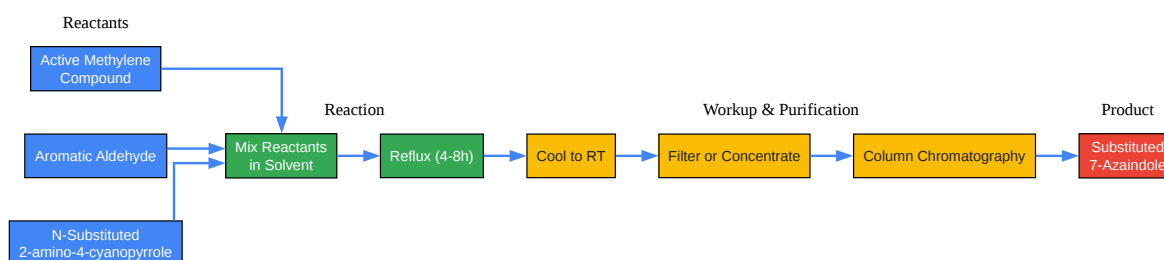 Reactants
Active Methylene
Compound
Reaction
Workup & Purification
Product
Aromatic Aldehyde
Mix Reactants
in Solvent
Reflux (4-8h)
Cool to RT
Filter or Concentrate
Column Chromatography
Substituted
7-Azaindole
N-Substituted
2-amino-4-cyanopyrrole